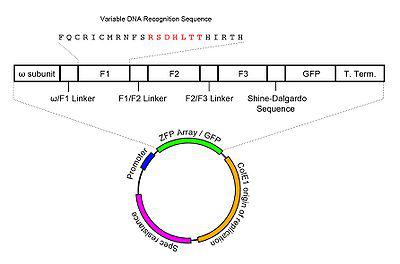 Variable DNA Recognition Sequence
F Q C R I C M R N F S R S D H L T T H I R T H
ω subunit F1 F2 F3 GFP T. Term.
ω/F1 Linker F1/F2 Linker F2/F3 Linker Shine-Dalgardo
Sequence
ZFP Array / GFP
Promoter
ColE1 origin of replication
Spec resistance